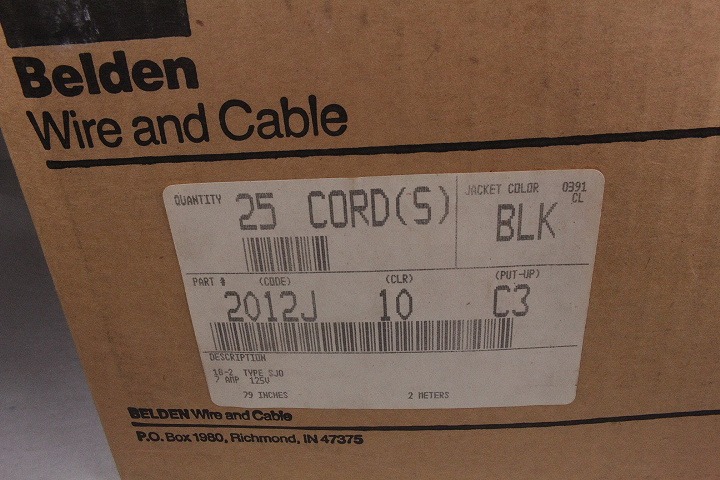 Belden
Wire and Cable
QUANTITY 25 CORD(S)
JACKET COLOR 0391
CL
BLK
PART # (CODE) (CLR) (PUT-UP)
2012J 10 C3
DESCRIPTION
18-2 TYPE SJO
7 AMP 125V
79 INCHES 2 METERS
BELDEN Wire and Cable
P.O. Box 1980, Richmond, IN 47375